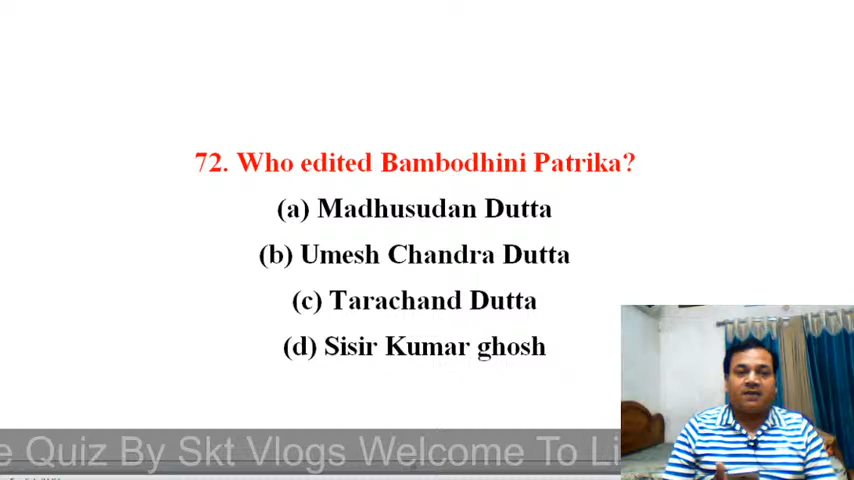 72. Who edited Bambodhini Patrika?
(a) Madhusudan Dutta
(b) Umesh Chandra Dutta
(c) Tarachand Dutta
(d) Sisir Kumar ghosh
e Quiz By Skt Vlogs Welcome To Li